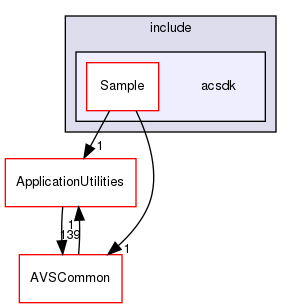 include
Sample
acsdk
1
ApplicationUtilities
1
139
1
AVSCommon